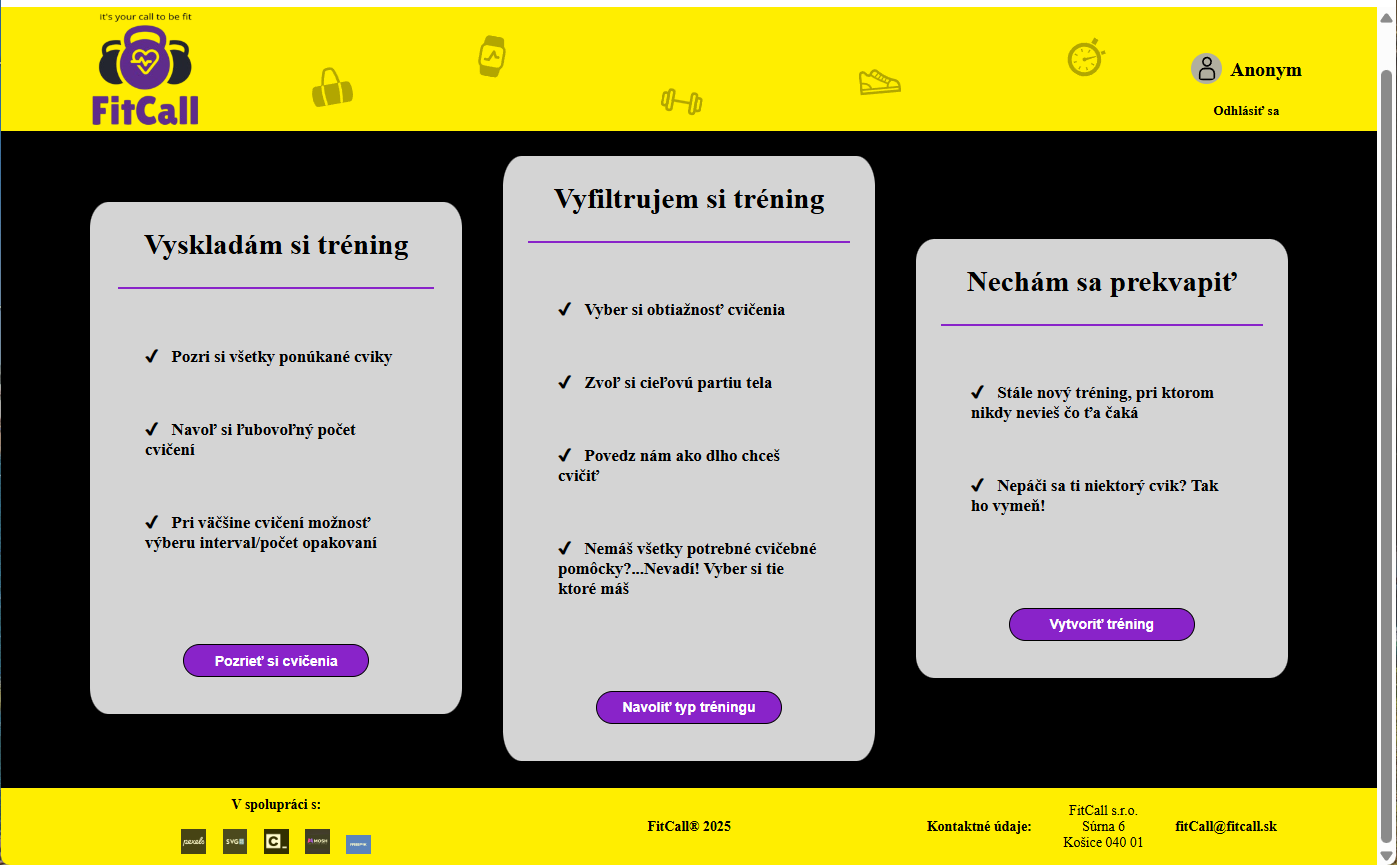 it's your call to be fit
FitCall
Anonym
Odhlásiť sa
Vyskladám si tréning
✔ Pozri si všetky ponúkané cviky
✔ Navoľ si ľubovoľný počet
cvičení
✔ Pri väčšine cvičení možnosť
výberu interval/počet opakovaní
Pozrieť si cvičenia
Vyfiltrujem si tréning
✔ Vyber si obtiažnosť cvičenia
✔ Zvoľ si cieľovú partiu tela
✔ Povedz nám ako dlho chceš
cvičiť
✔ Nemáš všetky potrebné cvičebné
pomôcky?...Nevadí! Vyber si tie
ktoré máš
Navoliť typ tréningu
Nechám sa prekvapiť
✔ Stále nový tréning, pri ktorom
nikdy nevieš čo ťa čaká
✔ Nepáči sa ti niektorý cvik? Tak
ho vymeň!
Vytvoriť tréning
V spolupráci s:
pexels
SVG
C_
MOSH
FitCall® 2025
Kontaktné údaje:
FitCall s.r.o.
Súrna 6
Košice 040 01
fitCall@fitcall.sk